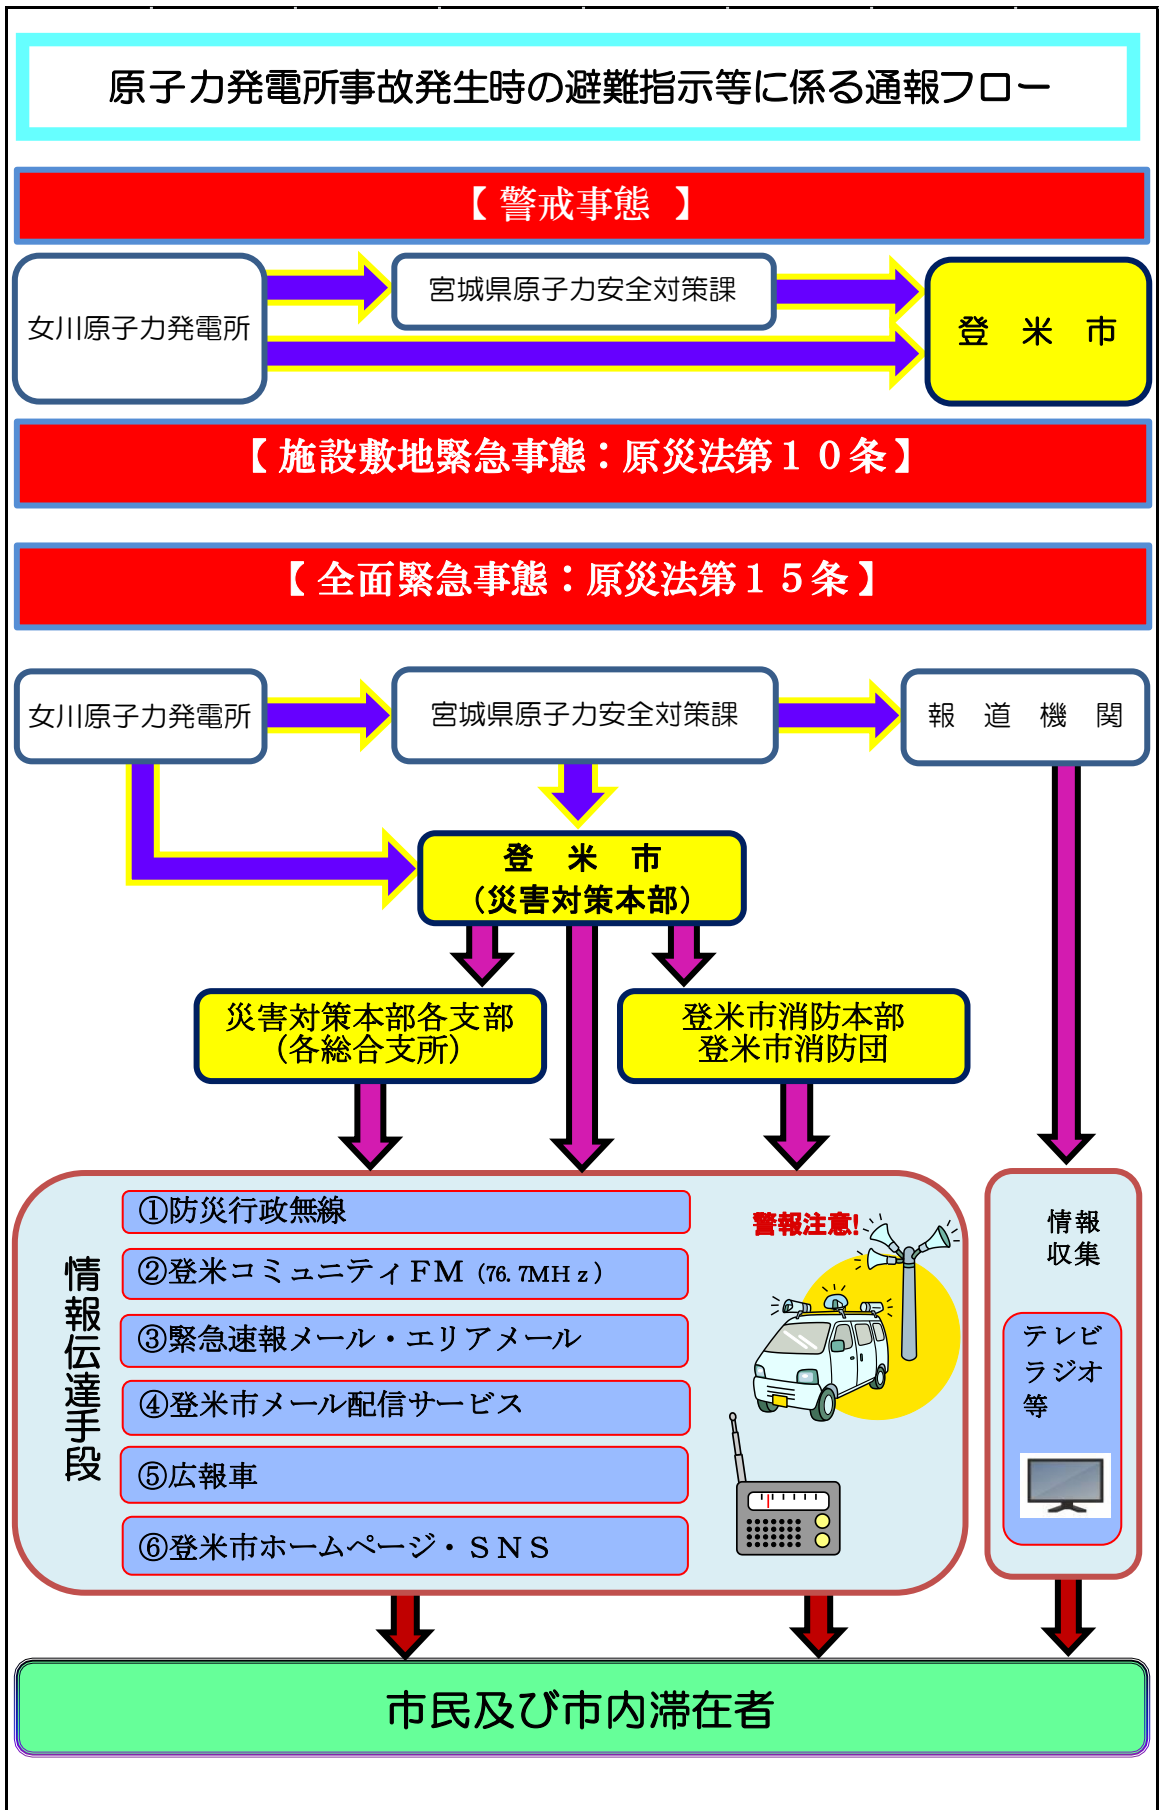 原子力発電所事故発生時の避難指示等に係る通報フロー
【 警戒事態 】
女川原子力発電所
宮城県原子力安全対策課
登 米 市
【 施設敷地緊急事態：原災法第１０条】
【 全面緊急事態：原災法第１５条】
女川原子力発電所
宮城県原子力安全対策課
報 道 機 関
登 米 市
（災害対策本部）
災害対策本部各支部
（各総合支所）
登米市消防本部
登米市消防団
情報伝達手段
①防災行政無線
②登米コミュニティＦＭ（76.7MHｚ）
③緊急速報メール・エリアメール
④登米市メール配信サービス
⑤広報車
⑥登米市ホームページ・ＳＮＳ
警報注意!
情報
収集
テレビ
ラジオ
等
市民及び市内滞在者